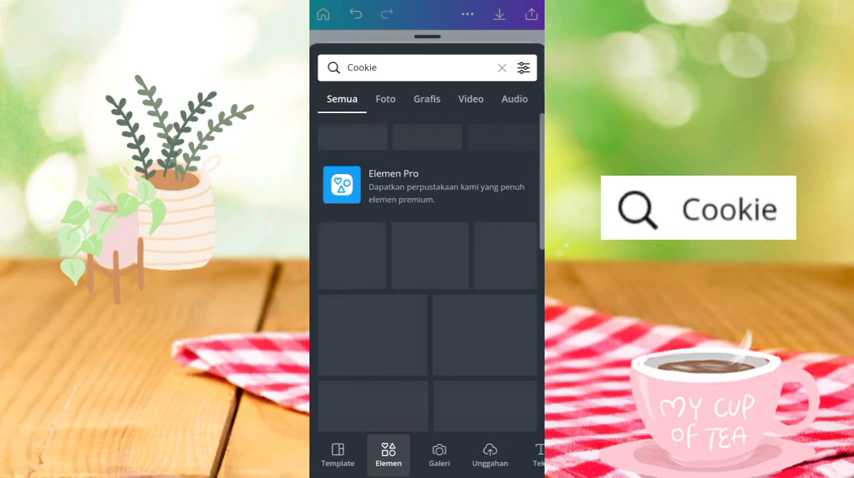 Cookie
Semua Foto Grafis Video Audio
Elemen Pro
Dapatkan perpustakaan kami yang penuh
elemen premium.
Template Elemen Galeri Unggahan
Cookie
MY CUP
OF TEA